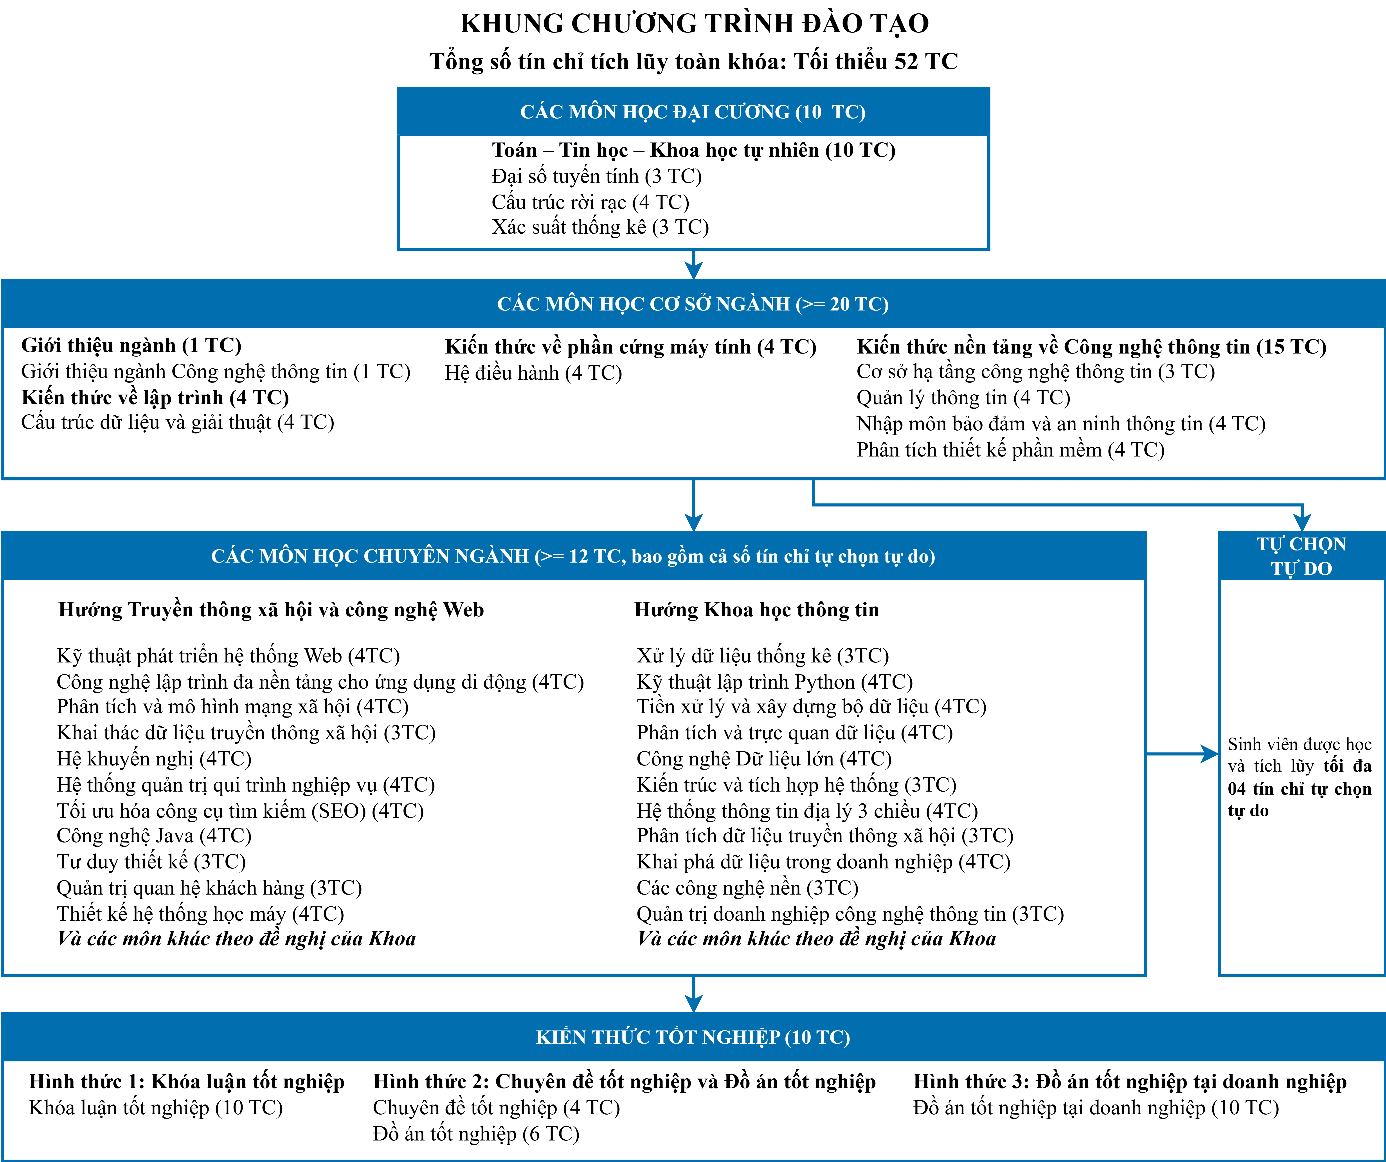 KHUNG CHƯƠNG TRÌNH ĐÀO TẠO
Tổng số tín chỉ tích lũy toàn khóa: Tối thiểu 52 TC
CÁC MÔN HỌC ĐẠI CƯƠNG (10 TC)
Toán – Tin học – Khoa học tự nhiên (10 TC)
Đại số tuyến tính (3 TC)
Cấu trúc rời rạc (4 TC)
Xác suất thống kê (3 TC)
CÁC MÔN HỌC CƠ SỞ NGÀNH (>= 20 TC)
Giới thiệu ngành (1 TC)
Giới thiệu ngành Công nghệ thông tin (1 TC)
Kiến thức về lập trình (4 TC)
Cấu trúc dữ liệu và giải thuật (4 TC)
Kiến thức về phần cứng máy tính (4 TC)
Hệ điều hành (4 TC)
Kiến thức nền tảng về Công nghệ thông tin (15 TC)
Cơ sở hạ tầng công nghệ thông tin (3 TC)
Quản lý thông tin (4 TC)
Nhập môn bảo đảm và an ninh thông tin (4 TC)
Phân tích thiết kế phần mềm (4 TC)
CÁC MÔN HỌC CHUYÊN NGÀNH (>= 12 TC, bao gồm cả số tín chỉ tự chọn tự do)
Hướng Truyền thông xã hội và công nghệ Web
Kỹ thuật phát triển hệ thống Web (4TC)
Công nghệ lập trình đa nền tảng cho ứng dụng di động (4TC)
Phân tích và mô hình mạng xã hội (4TC)
Khai thác dữ liệu truyền thông xã hội (3TC)
Hệ khuyến nghị (4TC)
Hệ thống quản trị qui trình nghiệp vụ (4TC)
Tối ưu hóa công cụ tìm kiếm (SEO) (4TC)
Công nghệ Java (4TC)
Tư duy thiết kế (3TC)
Quản trị quan hệ khách hàng (3TC)
Thiết kế hệ thống học máy (4TC)
Và các môn khác theo đề nghị của Khoa
Hướng Khoa học thông tin
Xử lý dữ liệu thống kê (3TC)
Kỹ thuật lập trình Python (4TC)
Tiền xử lý và xây dựng bộ dữ liệu (4TC)
Phân tích và trực quan dữ liệu (4TC)
Công nghệ Dữ liệu lớn (4TC)
Kiến trúc và tích hợp hệ thống (3TC)
Hệ thống thông tin địa lý 3 chiều (4TC)
Phân tích dữ liệu truyền thông xã hội (3TC)
Khai phá dữ liệu trong doanh nghiệp (4TC)
Các công nghệ nền (3TC)
Quản trị doanh nghiệp công nghệ thông tin (3TC)
Và các môn khác theo đề nghị của Khoa
TỰ CHỌN
TỰ DO
Sinh viên được học
và tích lũy tối đa
04 tín chỉ tự chọn
tự do
KIẾN THỨC TỐT NGHIỆP (10 TC)
Hình thức 1: Khóa luận tốt nghiệp
Khóa luận tốt nghiệp (10 TC)
Hình thức 2: Chuyên đề tốt nghiệp và Đồ án tốt nghiệp
Chuyên đề tốt nghiệp (4 TC)
Đồ án tốt nghiệp (6 TC)
Hình thức 3: Đồ án tốt nghiệp tại doanh nghiệp
Đồ án tốt nghiệp tại doanh nghiệp (10 TC)